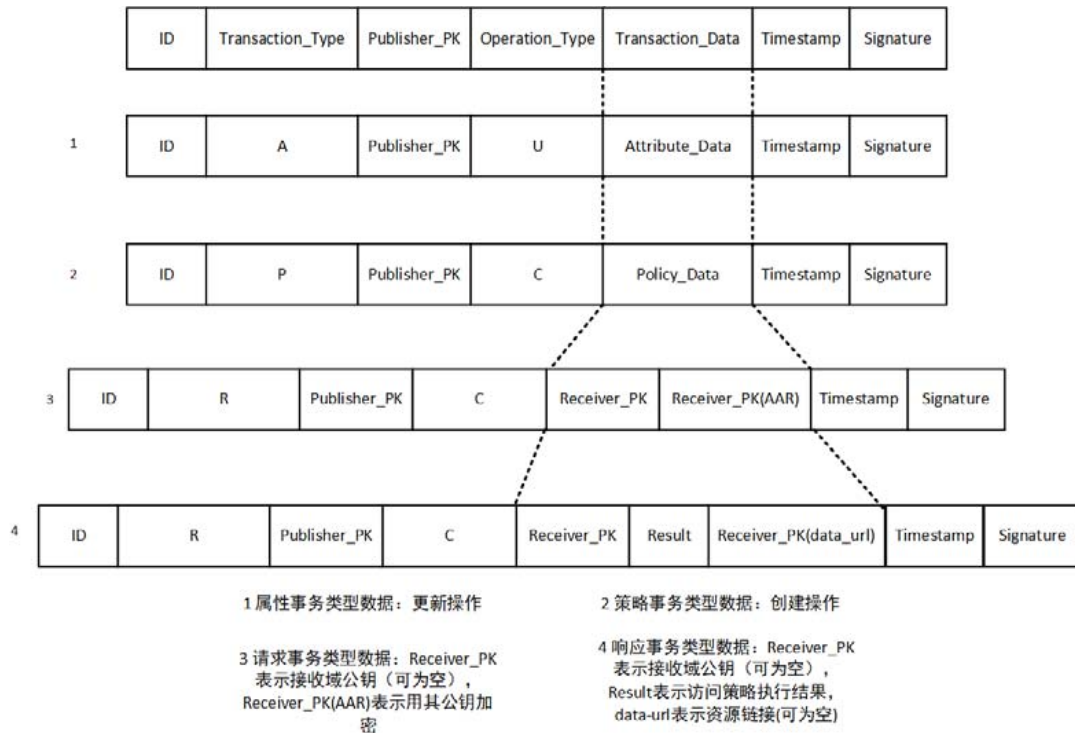 ID Transaction_Type Publisher_PK Operation_Type Transaction_Data Timestamp Signature
1 ID A Publisher_PK U Attribute_Data Timestamp Signature
2 ID P Publisher_PK C Policy_Data Timestamp Signature
3 ID R Publisher_PK C Receiver_PK Receiver_PK(AAR) Timestamp Signature
4 ID R Publisher_PK C Receiver_PK Result Receiver_PK(data_url) Timestamp Signature
1 属性事务类型数据：更新操作
2 策略事务类型数据：创建操作
3 请求事务类型数据：Receiver_PK
表示接收域公钥（可为空），
Receiver_PK(AAR)表示用其公钥加
密
4 响应事务类型数据：Receiver_PK
表示接收域公钥（可为空），
Result表示访问策略执行结果，
data-url表示资源链接(可为空)